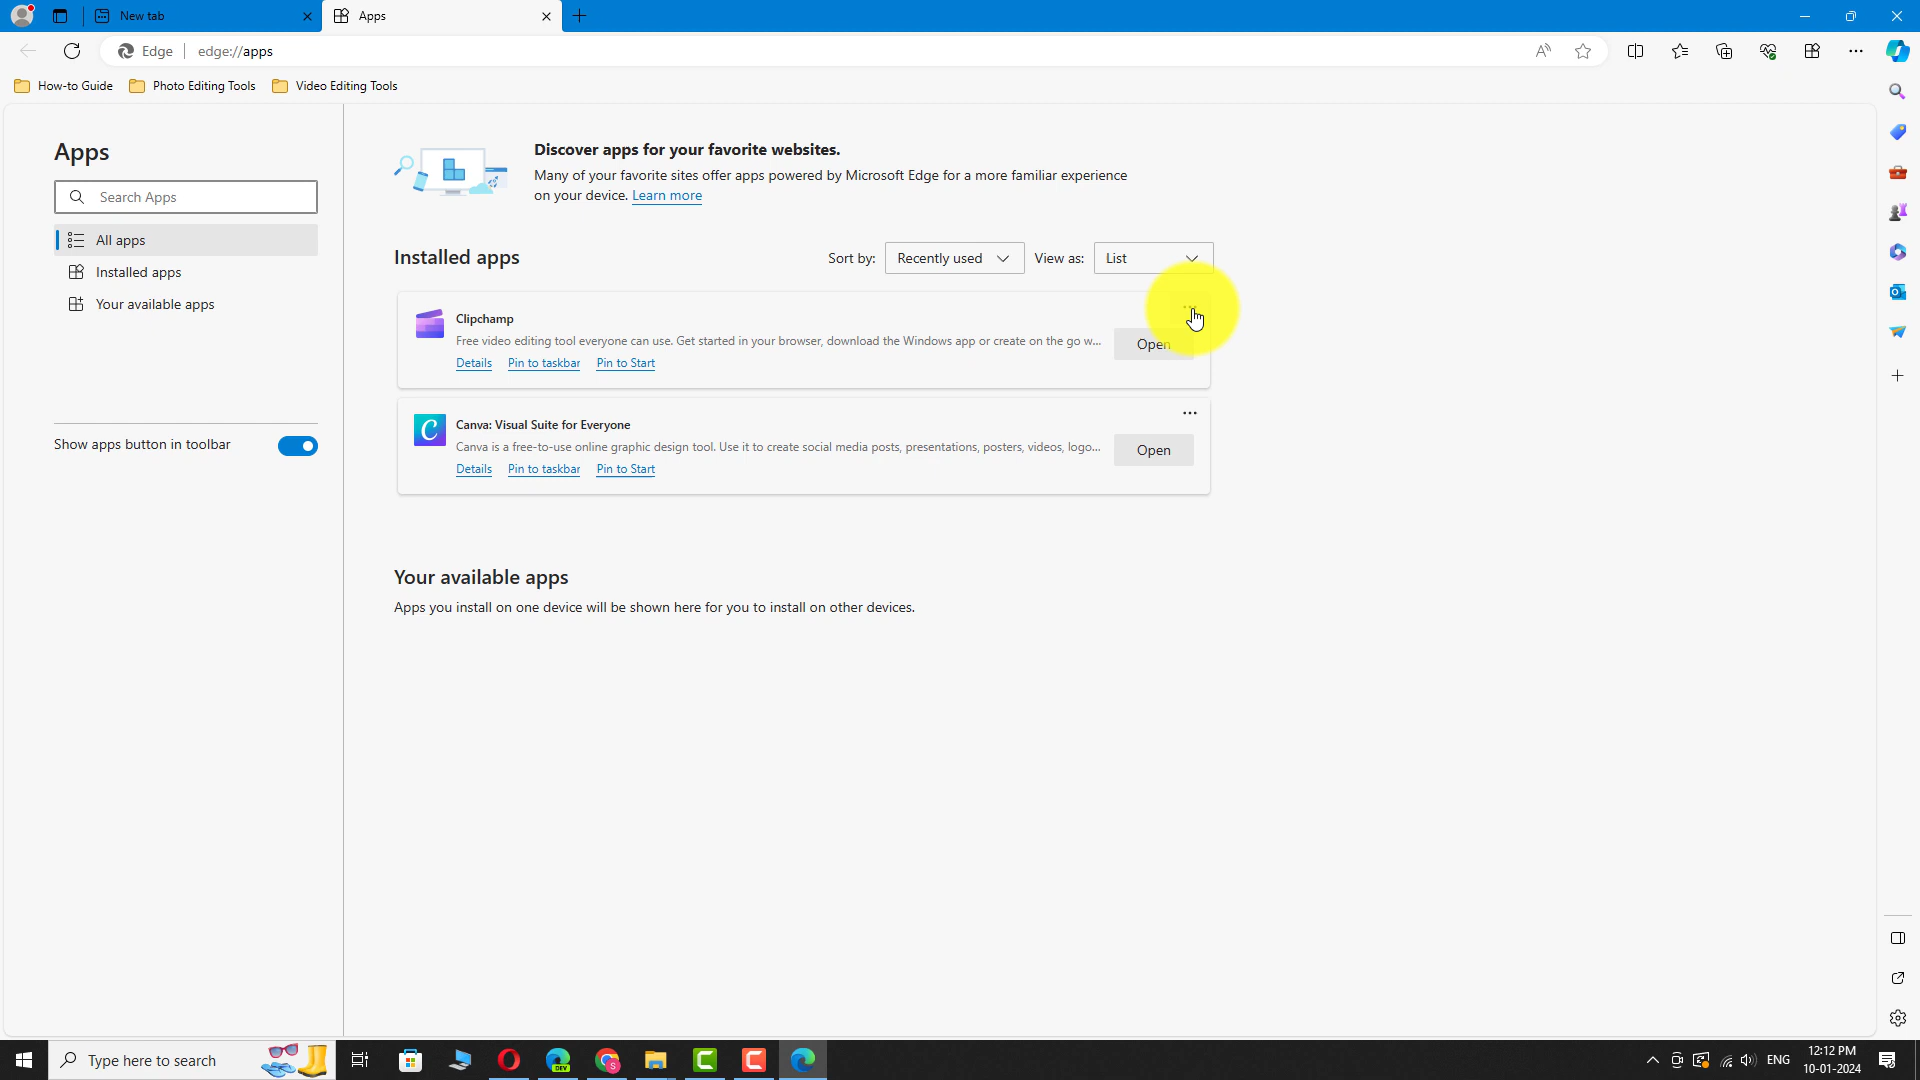 New tab
Apps
Edge
edge://apps
How-to Guide
Photo Editing Tools
Video Editing Tools
Apps
Search Apps
All apps
Installed apps
Your available apps
Show apps button in toolbar
Discover apps for your favorite websites.
Many of your favorite sites offer apps powered by Microsoft Edge for a more familiar experience
on your device. Learn more
Installed apps
Sort by: Recently used View as: List
Clipchamp
Free video editing tool everyone can use. Get started in your browser, download the Windows app or create on the go w...
Open
Details Pin to taskbar Pin to Start
Canva: Visual Suite for Everyone
Canva is a free-to-use online graphic design tool. Use it to create social media posts, presentations, posters, videos, logo...
Open
Details Pin to taskbar Pin to Start
Your available apps
Apps you install on one device will be shown here for you to install on other devices.
Type here to search
DEV
ENG
12:12 PM
10-01-2024